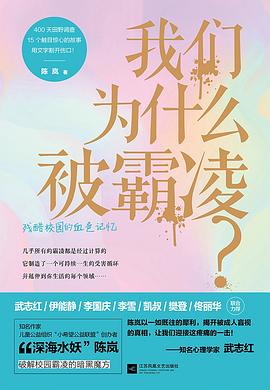 400天田野调查
15个触目惊心的故事
用文字割开伤口!
陈岚 著
我们
为什么
被霸凌?
残酷校园的血色记忆
几乎所有的霸凌都是经过计算的
它制造了一个可持续一生的受害循环
并延伸到你生活的每个领域……
武志红/伊能静/李国庆/李雪/凯叔/樊登/佟丽华
联合力荐
知名作家
儿童公益组织“小希望公益联盟”创办者
“深海水妖”陈岚
破解校园霸凌的暗黑魔方
陈岚以一如既往的犀利,揭开被成人盲视
的真相,让我们迎接这疼痛的一击!
——知名心理学家 武志红
江苏凤凰文艺出版社